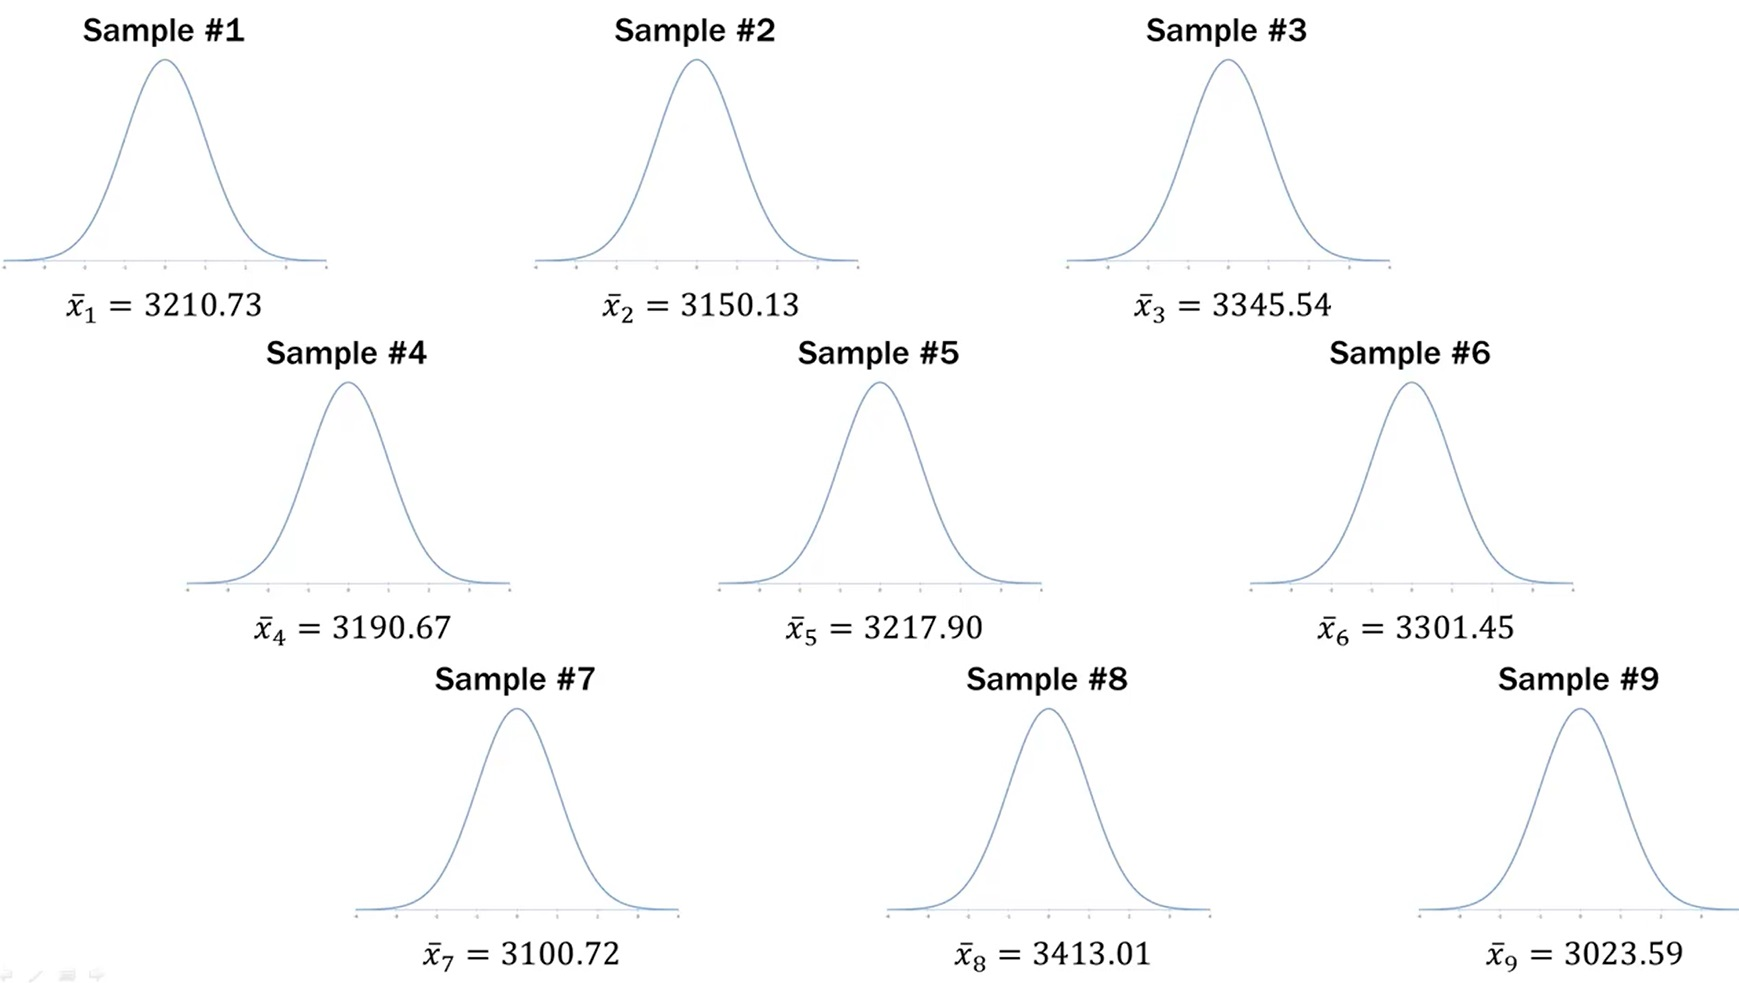 Sample #1
Sample #2
Sample #3
x̄₁ = 3210.73
x̄₂ = 3150.13
x̄₃ = 3345.54
Sample #4
Sample #5
Sample #6
x̄₄ = 3190.67
x̄₅ = 3217.90
x̄₆ = 3301.45
Sample #7
Sample #8
Sample #9
x̄₇ = 3100.72
x̄₈ = 3413.01
x̄₉ = 3023.59